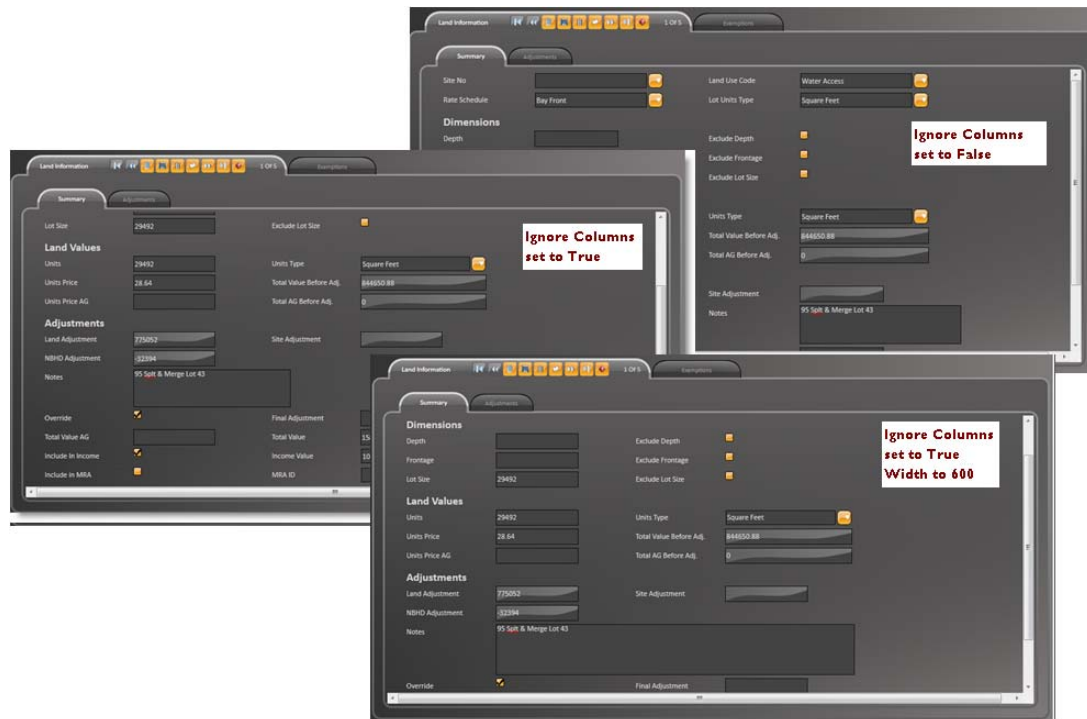 Land Information 1 OF 5 Exemptions
Summary Adjustments
Site No Land Use Code Water Access
Rate Schedule Bay Front Lot Units Type Square Feet
Dimensions
Depth Exclude Depth
Exclude Frontage
Exclude Lot Size
Ignore Columns
set to False
Units Type Square Feet
Total Value Before Adj. 844650.88
Total AG Before Adj. 0
Site Adjustment
Notes 95 Splt & Merge Lot 43
Land Information 1 OF 5 Exemptions
Summary Adjustments
Lot Size 29492 Exclude Lot Size
Ignore Columns
set to True
Land Values
Units 29492 Units Type Square Feet
Units Price 28.64 Total Value Before Adj. 844650.88
Units Price AG Total AG Before Adj. 0
Adjustments
Land Adjustment 775052 Site Adjustment
NBHD Adjustment -32394
Notes 95 Splt & Merge Lot 43
Override Final Adjustment
Total Value AG Total Value
Include In Income Income Value
Include In MRA MRA ID
Land Information 1 OF 5 Exemptions
Summary Adjustments
Dimensions
Depth Exclude Depth
Frontage Exclude Frontage
Lot Size 29492 Exclude Lot Size
Ignore Columns
set to True
Width to 600
Land Values
Units 29492 Units Type Square Feet
Units Price 28.64 Total Value Before Adj. 844650.88
Units Price AG Total AG Before Adj. 0
Adjustments
Land Adjustment 775052 Site Adjustment
NBHD Adjustment -32394
Notes 95 Splt & Merge Lot 43
Override Final Adjustment